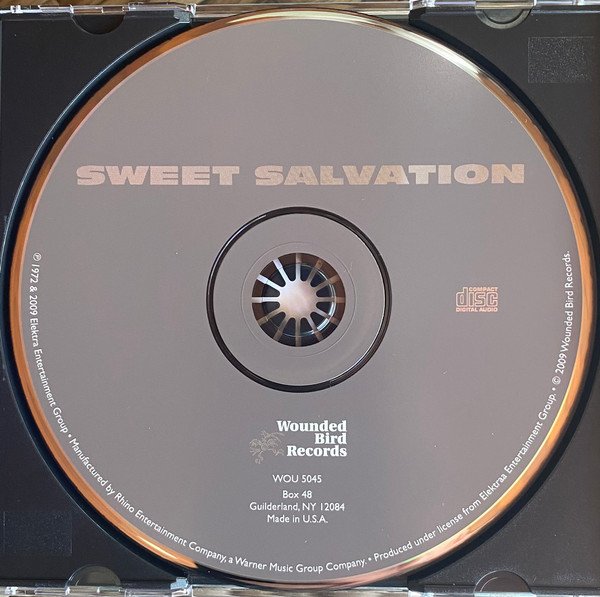 SWEET SALVATION
COMPACT
disc
DIGITAL AUDIO
Wounded
Bird
Records
WOU 5045
Box 48
Guilderland, NY 12084
Made in U.S.A.
℗ 1972 & 2009 Elektra Entertainment Group • Manufactured by Rhino Entertainment Company, a Warner Music Group Company. • Produced under license from Elektraa Entertainment Group. • © 2009 Wounded Bird Records.